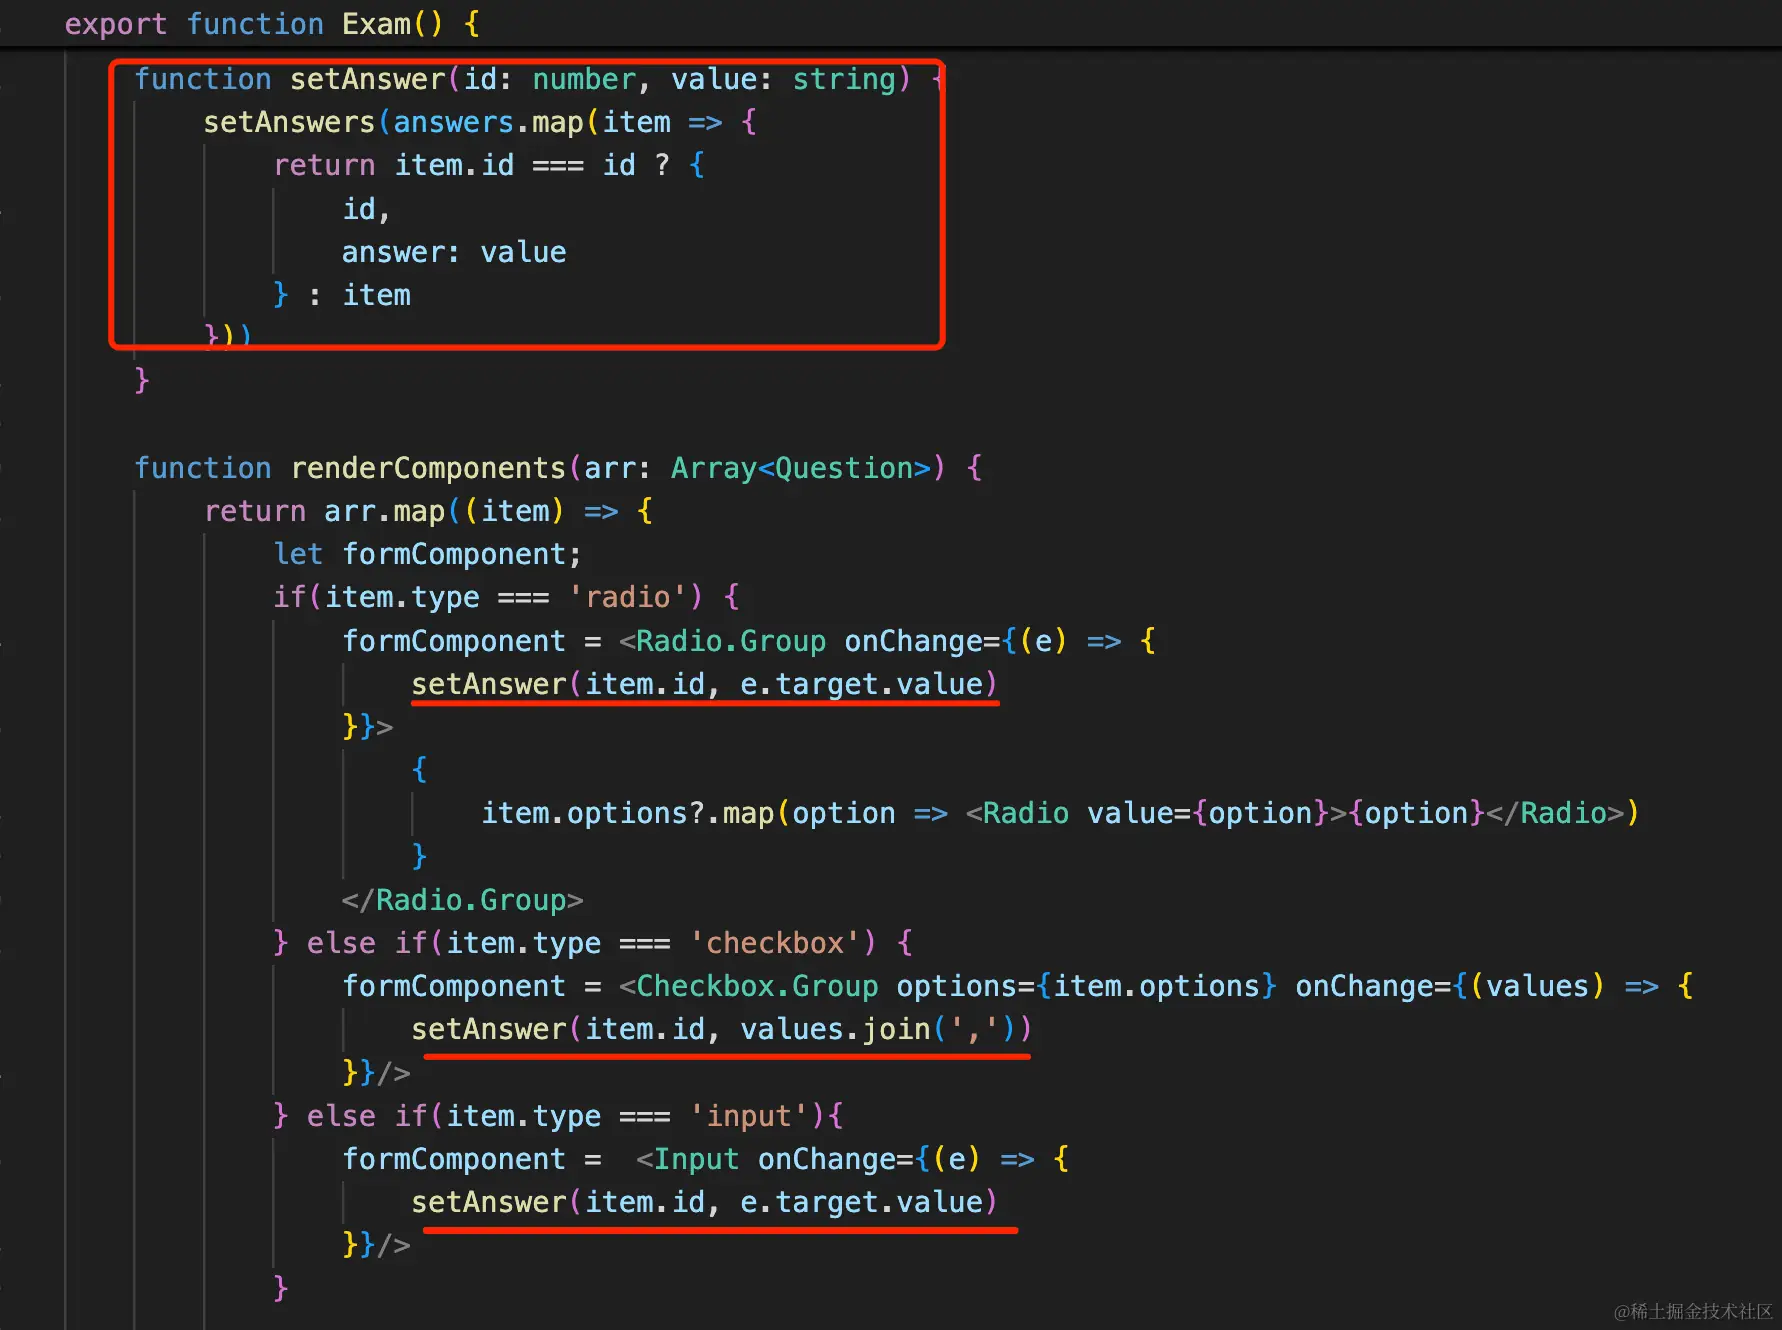 export function Exam() {
    function setAnswer(id: number, value: string) {
        setAnswers(answers.map(item => {
            return item.id === id ? {
                id,
                answer: value
            } : item
        }))
    }

    function renderComponents(arr: Array<Question>) {
        return arr.map((item) => {
            let formComponent;
            if(item.type === 'radio') {
                formComponent = <Radio.Group onChange={(e) => {
                    setAnswer(item.id, e.target.value)
                }}>
                    {
                        item.options?.map(option => <Radio value={option}>{option}</Radio>)
                    }
                </Radio.Group>
            } else if(item.type === 'checkbox') {
                formComponent = <Checkbox.Group options={item.options} onChange={(values) => {
                    setAnswer(item.id, values.join(','))
                }}/>
            } else if(item.type === 'input'){
                formComponent =  <Input onChange={(e) => {
                    setAnswer(item.id, e.target.value)
                }}/>
            }
@稀土掘金技术社区